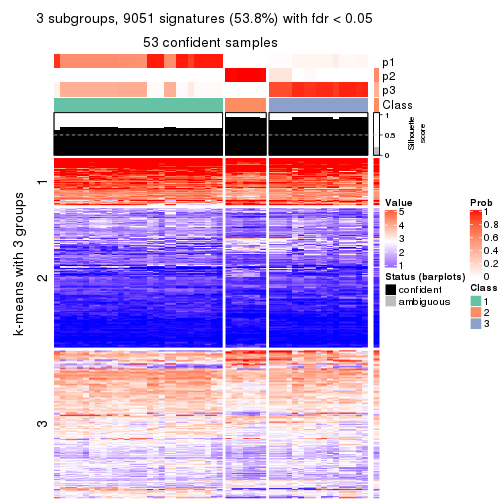 3 subgroups, 9051 signatures (53.8%) with fdr < 0.05
53 confident samples
p1
p2
p3
Class
1
0.5
0
Silhouette
score
k-means with 3 groups
1
2
3
Value
5
4
3
2
1
Status (barplots)
confident
ambiguous
Prob
1
0.8
0.6
0.4
0.2
0
Class
1
2
3